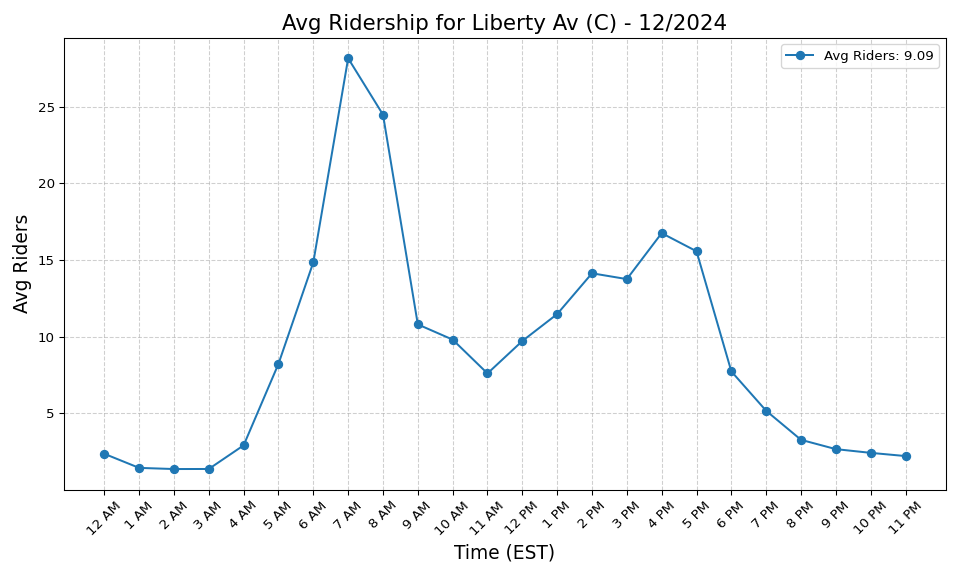 Avg Ridership for Liberty Av (C) - 12/2024
Avg Riders: 9.09
Avg Riders
25
20
15
10
5
12 AM
1 AM
2 AM
3 AM
4 AM
5 AM
6 AM
7 AM
8 AM
9 AM
10 AM
11 AM
12 PM
1 PM
2 PM
3 PM
4 PM
5 PM
6 PM
7 PM
8 PM
9 PM
10 PM
11 PM
Time (EST)